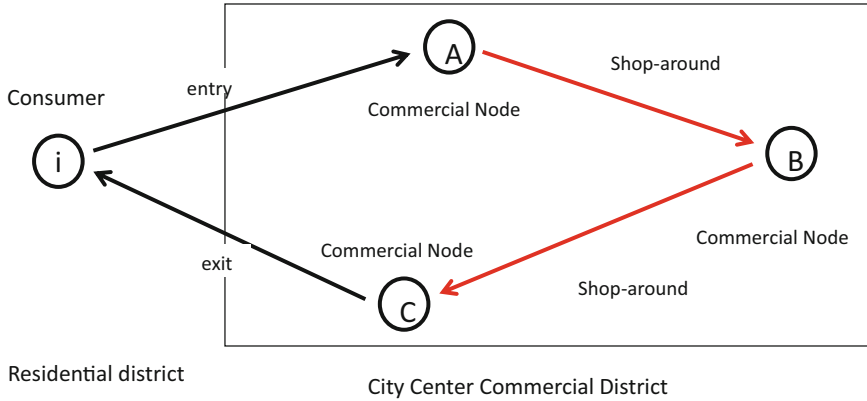 A
Shop-around
entry
Consumer
Commercial Node
i
B
Commercial Node
Commercial Node
exit
Shop-around
C
Residential district
City Center Commercial District